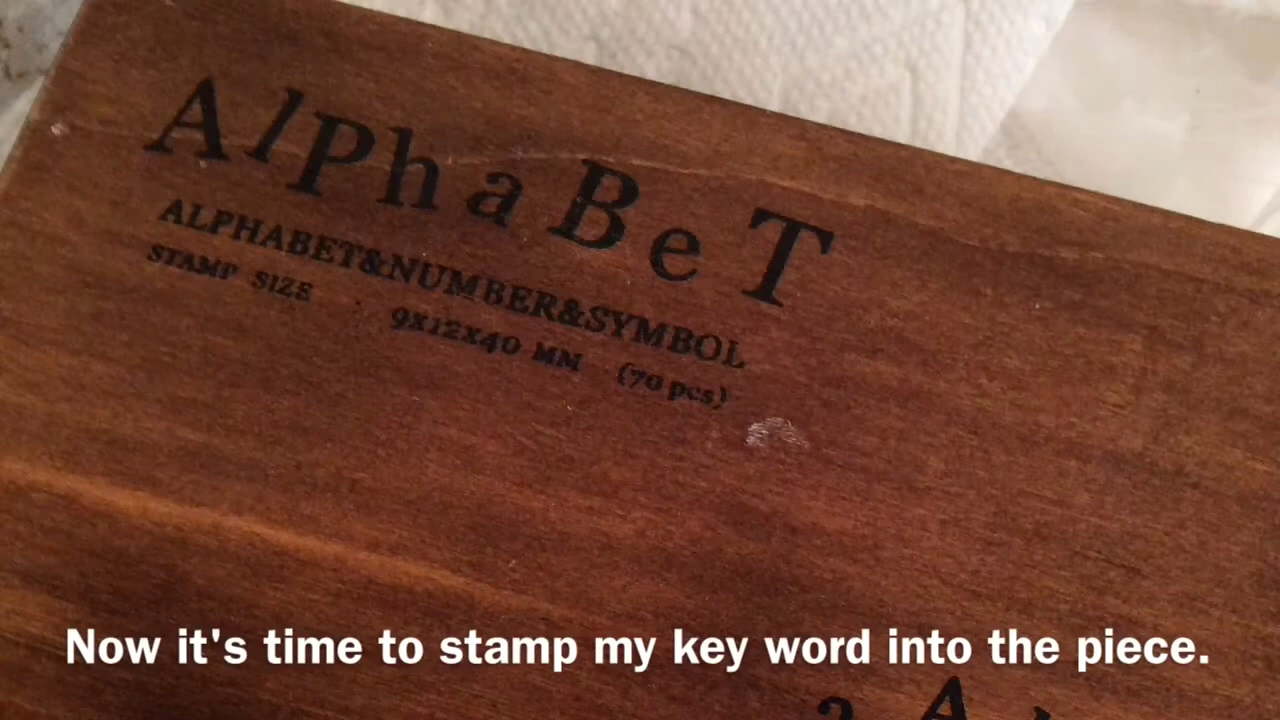 AlPhaBeT
ALPHABET&NUMBER&SYMBOL
STAMP SIZE 9X12X40 MM (70 pcs)
Now it's time to stamp my key word into the piece.